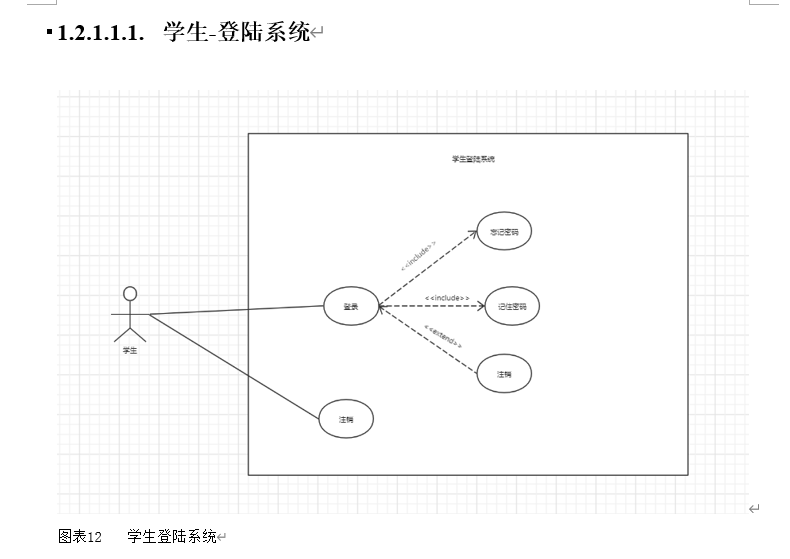 1.2.1.1.1. 学生-登陆系统
学生登陆系统
忘记密码
<<include>>
登录
<<include>>
记住密码
<<extend>>
注销
学生
注销
图表12 学生登陆系统